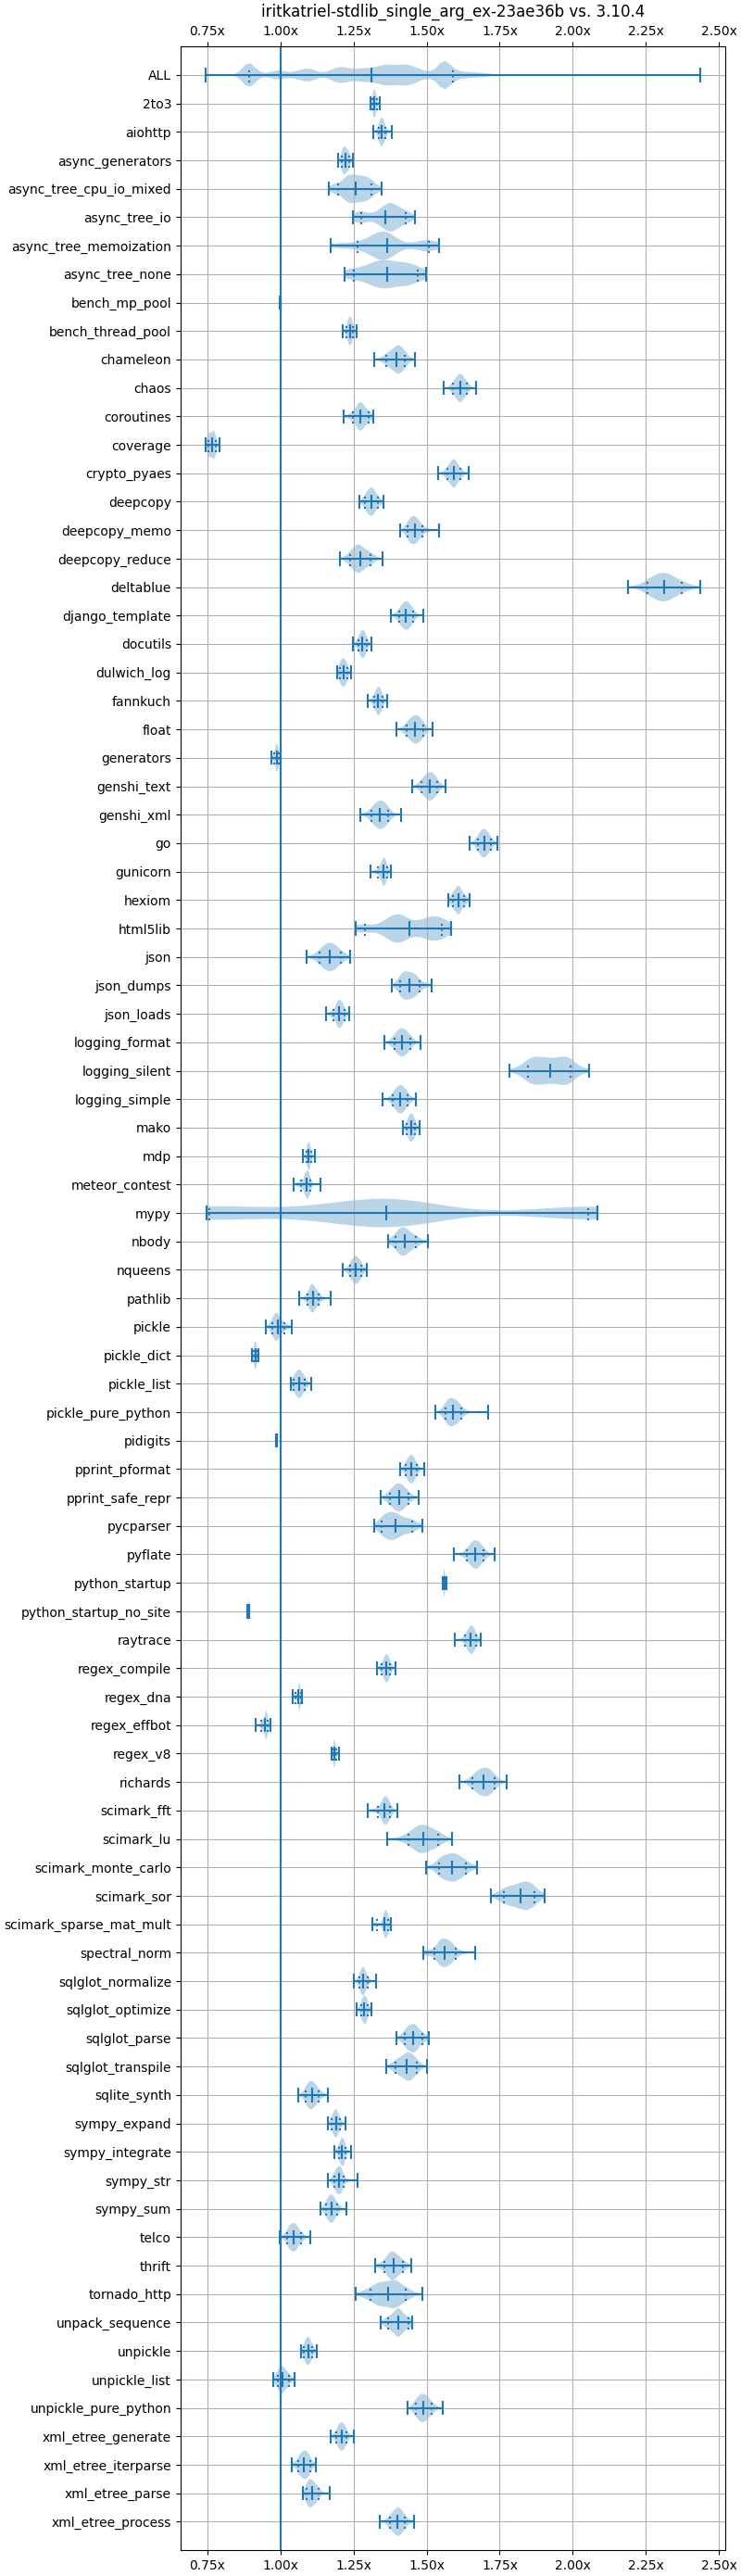 iritkatriel-stdlib_single_arg_ex-23ae36b vs. 3.10.4
0.75x 1.00x 1.25x 1.50x 1.75x 2.00x 2.25x 2.50x
ALL
2to3
aiohttp
async_generators
async_tree_cpu_io_mixed
async_tree_io
async_tree_memoization
async_tree_none
bench_mp_pool
bench_thread_pool
chameleon
chaos
coroutines
coverage
crypto_pyaes
deepcopy
deepcopy_memo
deepcopy_reduce
deltablue
django_template
docutils
dulwich_log
fannkuch
float
generators
genshi_text
genshi_xml
go
gunicorn
hexiom
html5lib
json
json_dumps
json_loads
logging_format
logging_silent
logging_simple
mako
mdp
meteor_contest
mypy
nbody
nqueens
pathlib
pickle
pickle_dict
pickle_list
pickle_pure_python
pidigits
pprint_pformat
pprint_safe_repr
pycparser
pyflate
python_startup
python_startup_no_site
raytrace
regex_compile
regex_dna
regex_effbot
regex_v8
richards
scimark_fft
scimark_lu
scimark_monte_carlo
scimark_sor
scimark_sparse_mat_mult
spectral_norm
sqlglot_normalize
sqlglot_optimize
sqlglot_parse
sqlglot_transpile
sqlite_synth
sympy_expand
sympy_integrate
sympy_str
sympy_sum
telco
thrift
tornado_http
unpack_sequence
unpickle
unpickle_list
unpickle_pure_python
xml_etree_generate
xml_etree_iterparse
xml_etree_parse
xml_etree_process
0.75x 1.00x 1.25x 1.50x 1.75x 2.00x 2.25x 2.50x